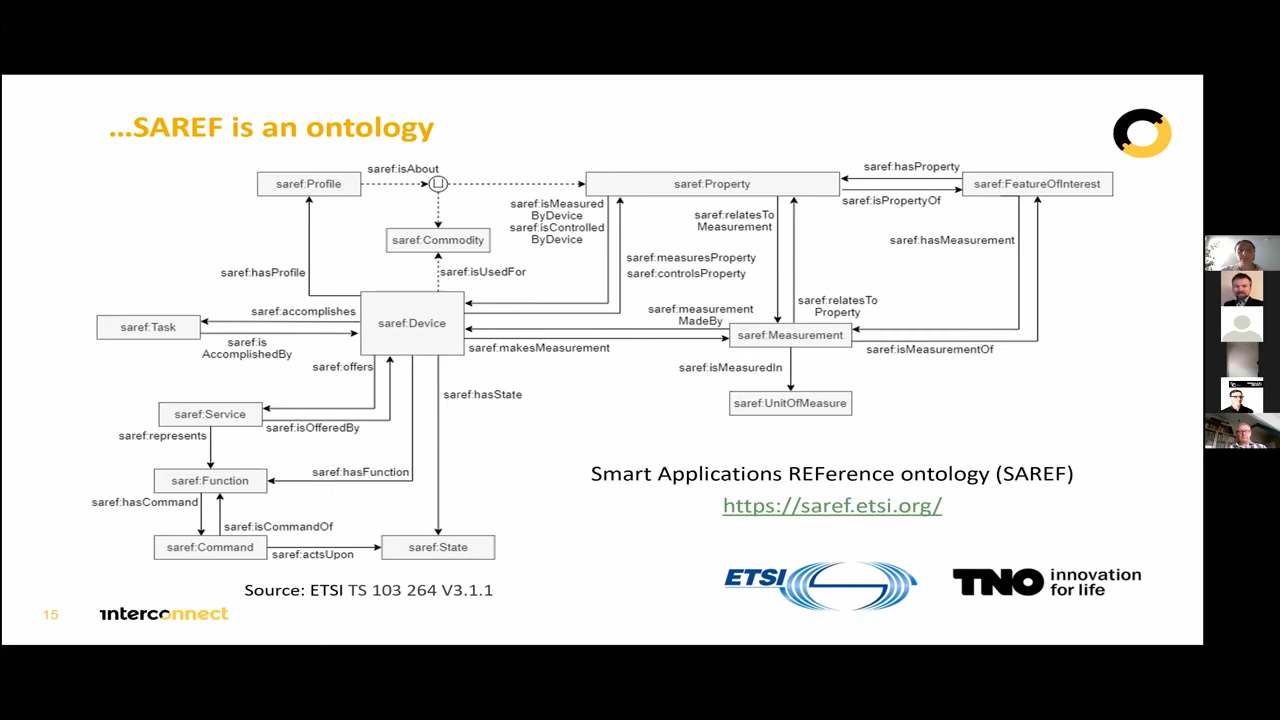 ...SAREF is an ontology
saref:Profile
saref:isAbout
saref:Property
saref:hasProperty
saref:isPropertyOf
saref:FeatureOfInterest
saref:Commodity
saref:isMeasured
ByDevice
saref:isControlled
ByDevice
saref:relatesTo
Measurement
saref:hasMeasurement
saref:hasProfile
saref:isUsedFor
saref:measuresProperty
saref:controlsProperty
saref:accomplishes
saref:Task
saref:is
AccomplishedBy
saref:Device
saref:measurement
MadeBy
saref:relatesTo
Property
saref:makesMeasurement
saref:Measurement
saref:isMeasurementOf
saref:offers
saref:hasState
saref:isMeasuredIn
saref:UnitOfMeasure
saref:Service
saref:isOfferedBy
saref:represents
saref:hasFunction
saref:Function
saref:hasCommand
saref:isCommandOf
saref:Command
saref:actsUpon
saref:State
Smart Applications REFerence ontology (SAREF)
https://saref.etsi.org/
Source: ETSI TS 103 264 V3.1.1
ETSI
TNO innovation
for life
15
interconnect